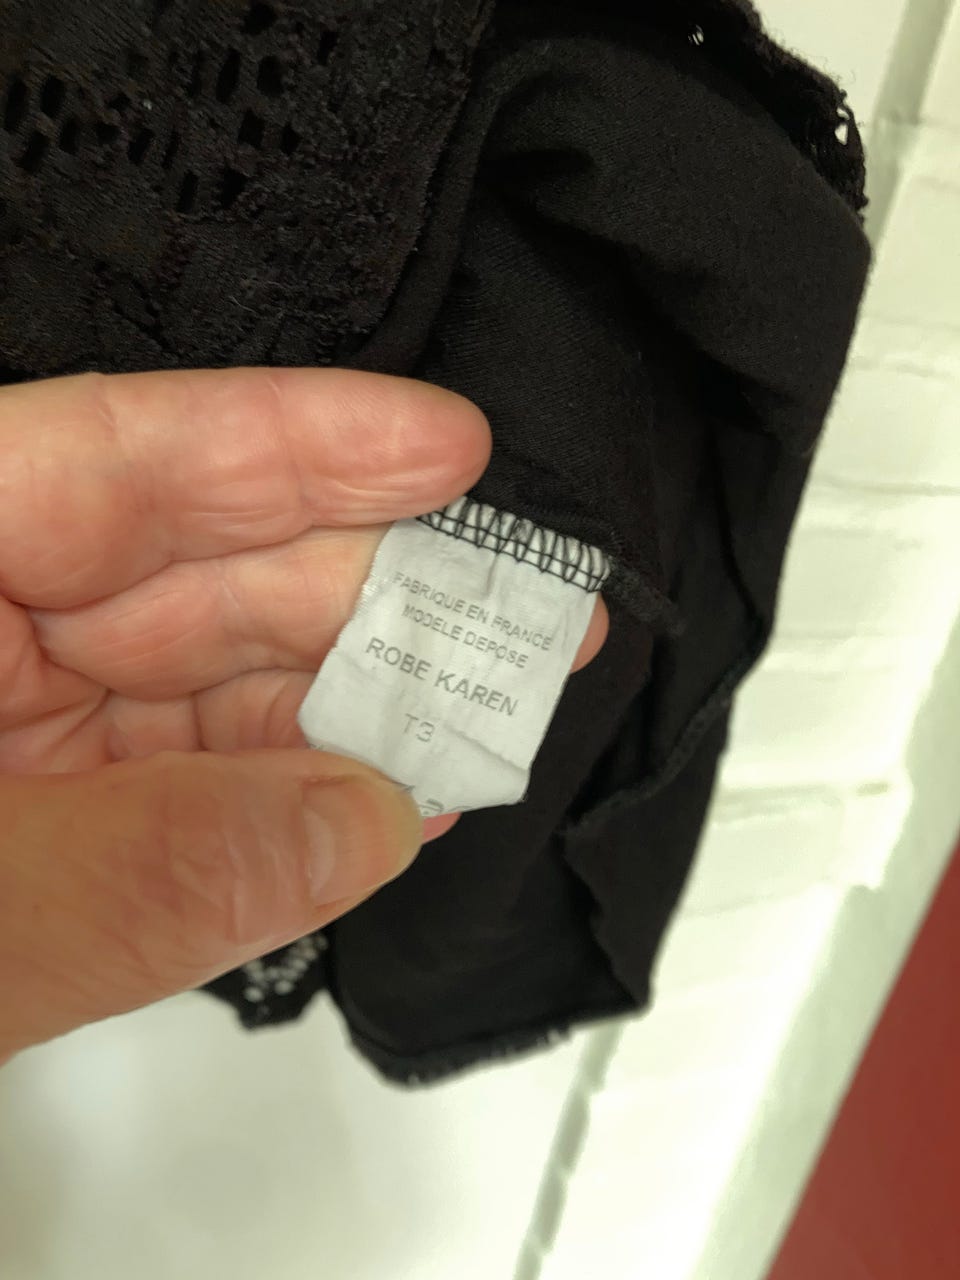 FABRIQUE EN FRANCE
MODELE DEPOSE
ROBE KAREN
T3